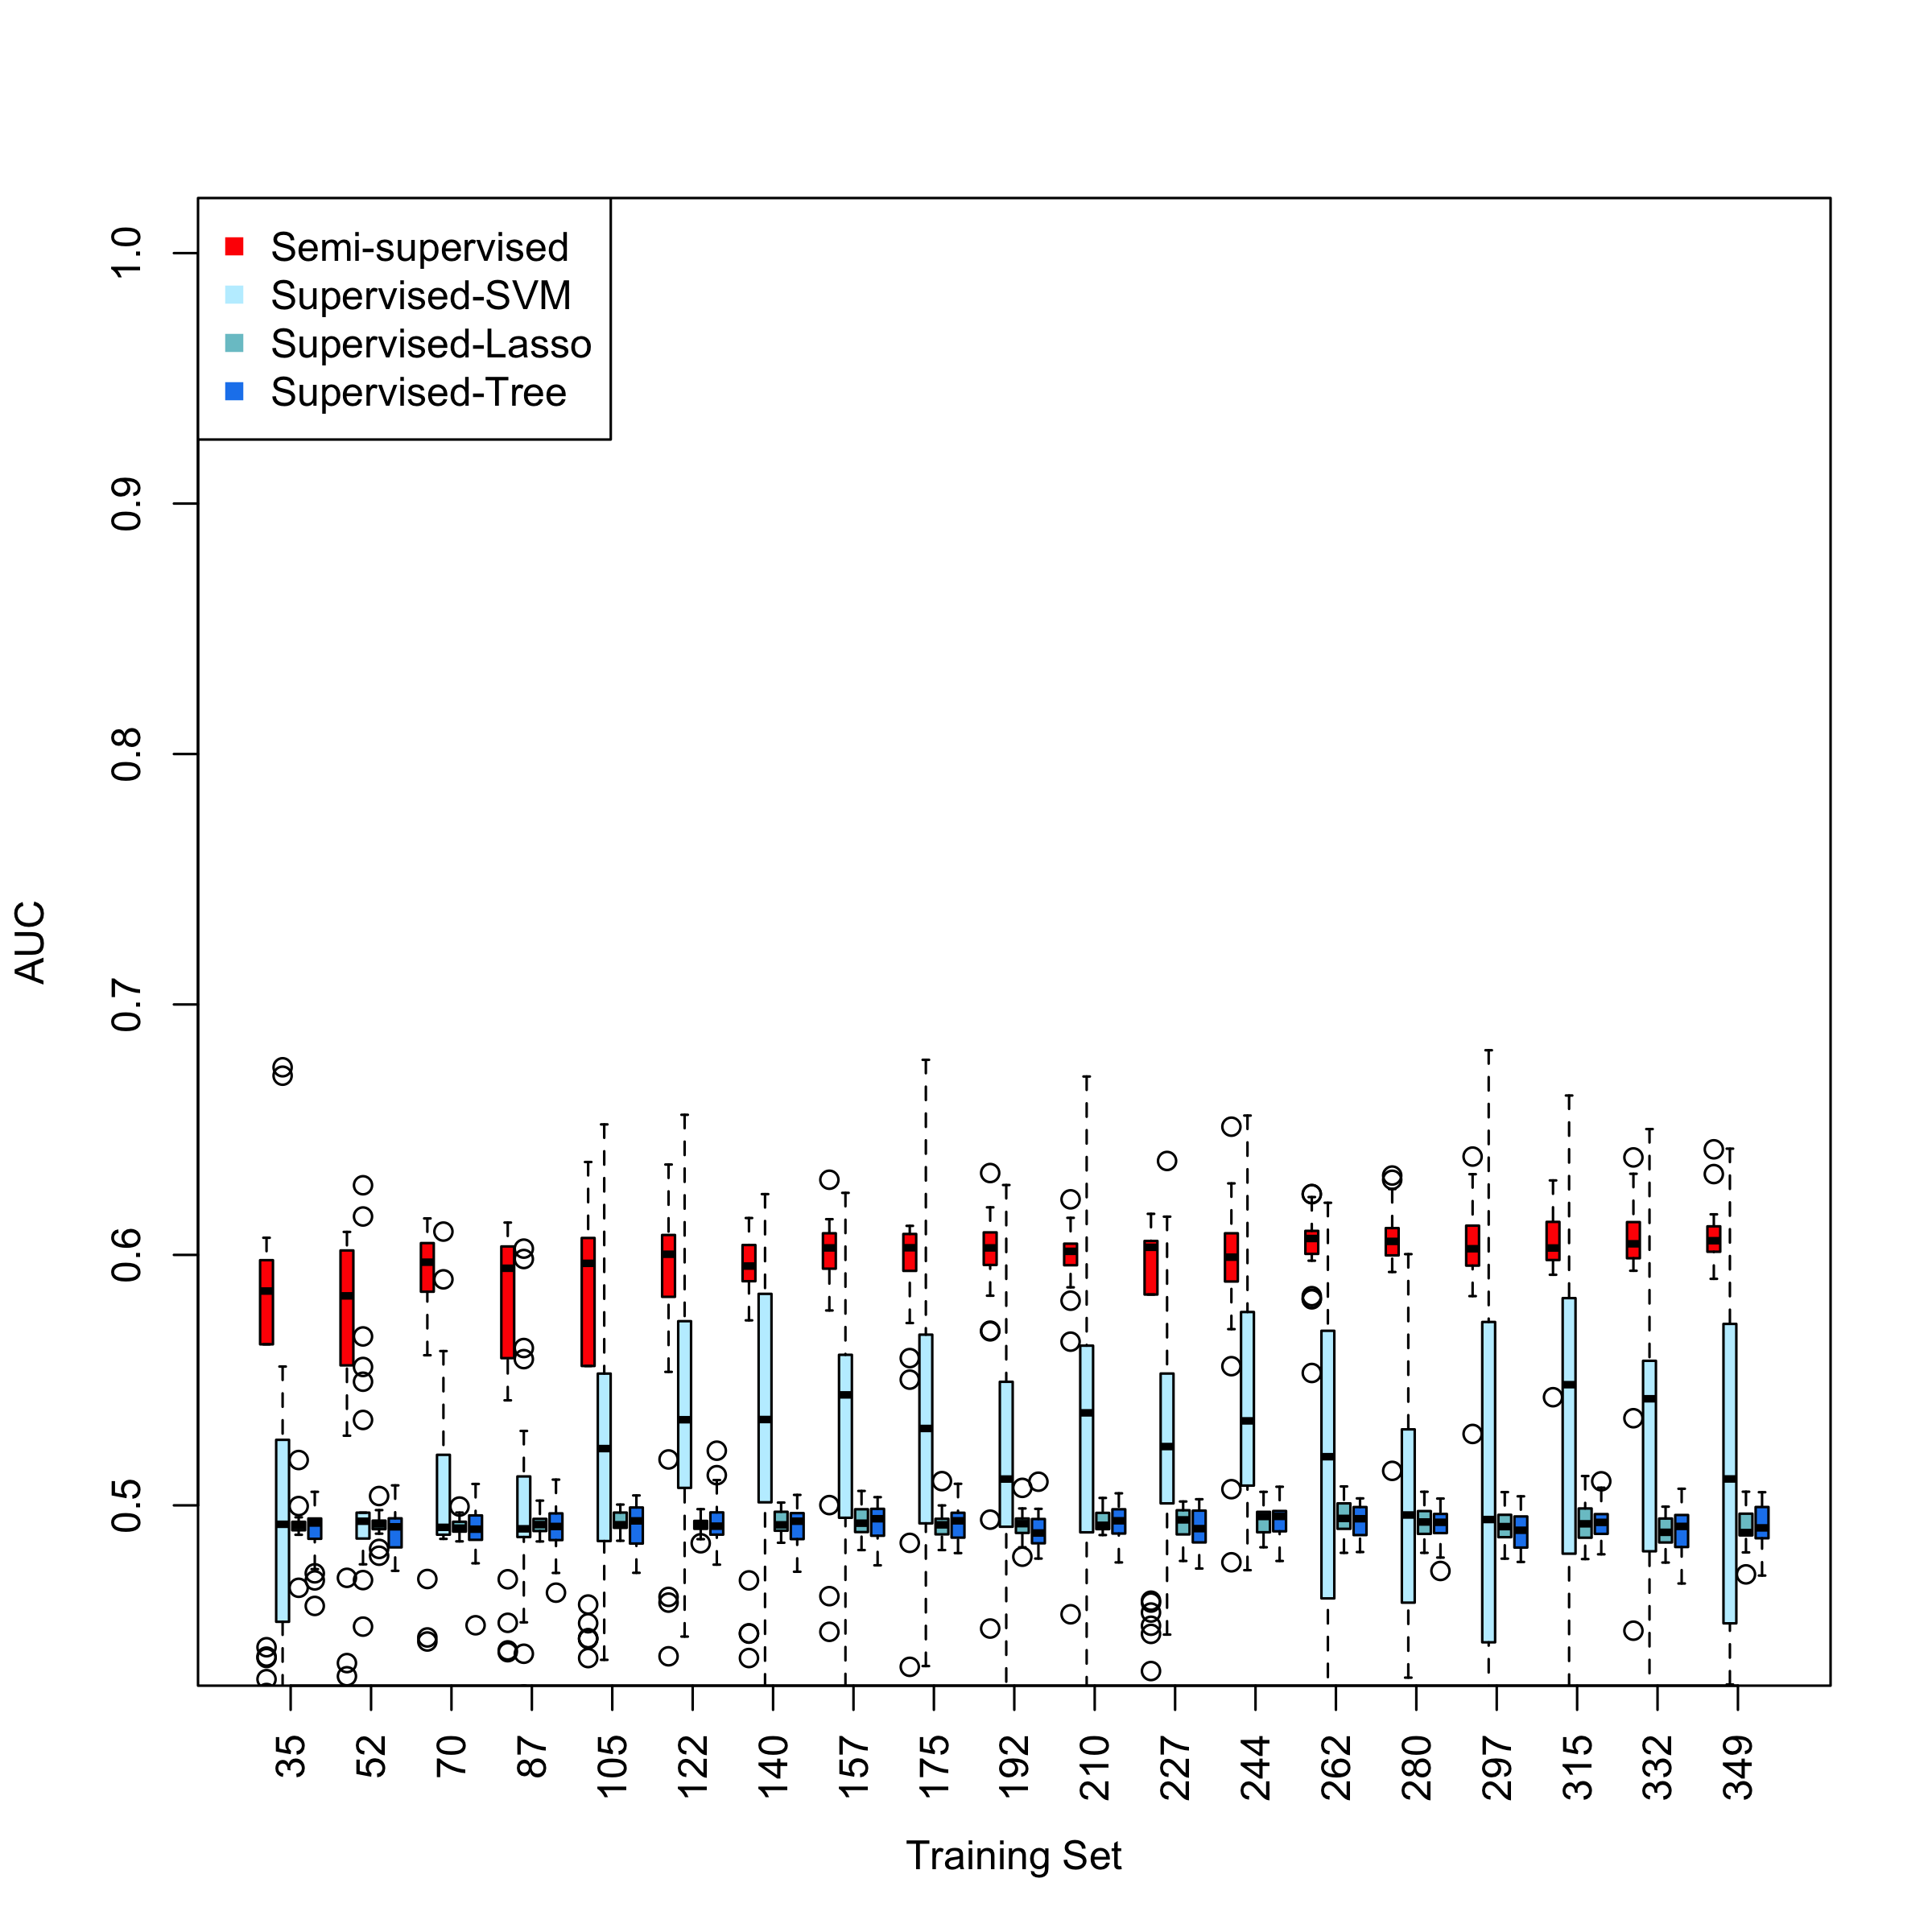 Semi-supervised
Supervised-SVM
Supervised-Lasso
Supervised-Tree
1.0
0.9
0.8
0.7
0.6
0.5
AUC
35 52 70 87 105 122 140 157 175 192 210 227 244 262 280 297 315 332 349
Training Set